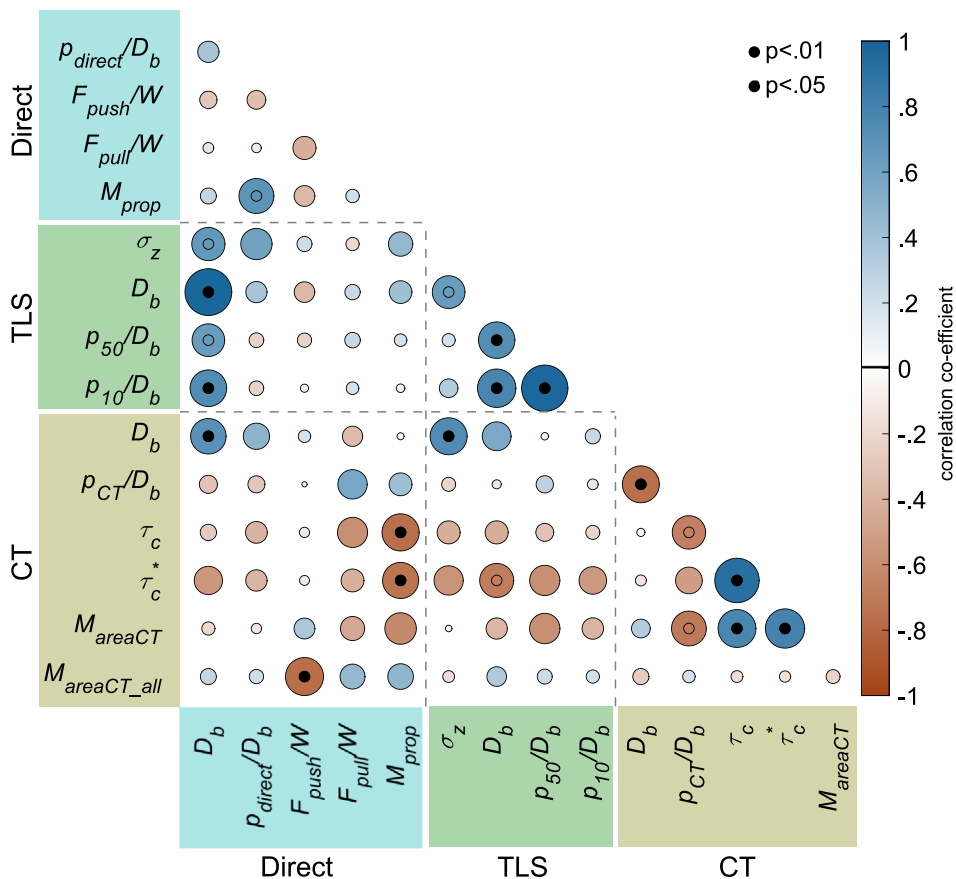 p_direct/D_b
F_push/W
F_pull/W
M_prop
Direct
σ_z
D_b
p_50/D_b
p_10/D_b
TLS
D_b
p_CT/D_b
τ_c
τ_c^*
M_areaCT
M_areaCT_all
CT
p<.01
p<.05
1
.8
.6
.4
.2
0
-.2
-.4
-.6
-.8
-1
correlation co-efficient
D_b
p_direct/D_b
F_push/W
F_pull/W
M_prop
σ_z
D_b
p_50/D_b
p_10/D_b
D_b
p_CT/D_b
τ_c
τ_c^*
M_areaCT
Direct
TLS
CT